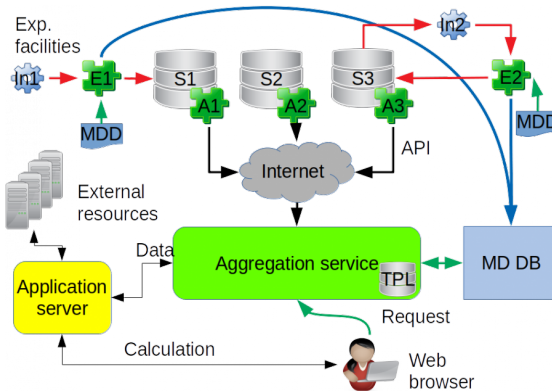 Exp.
facilities
In1
E1
MDD
S1
A1
S2
A2
S3
A3
In2
E2
MDD
API
Internet
External
resources
Data
Aggregation service
TPL
MD DB
Application
server
Request
Calculation
Web
browser